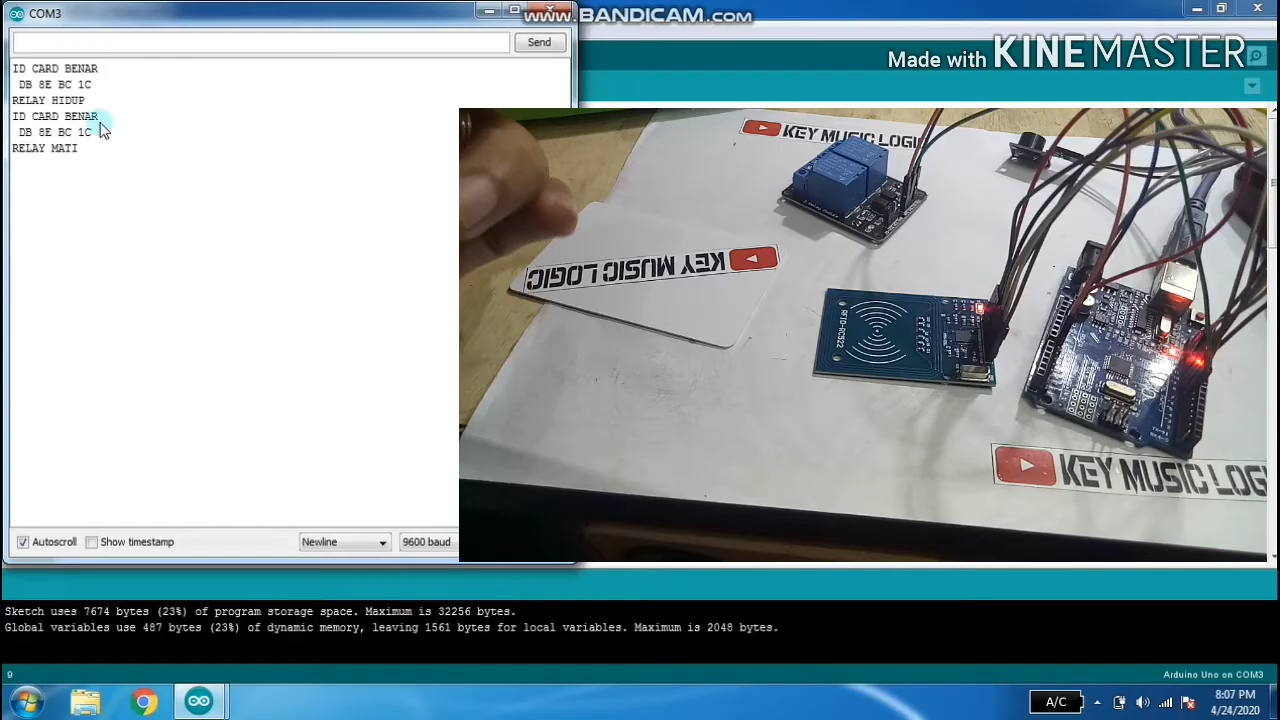 COM3
WWW.BANDICAM.COM
Made with KINEMASTER
Send
ID CARD BENAR
DB 8E BC 1C
RELAY HIDUP
ID CARD BENAR
DB 8E BC 1C
RELAY MATI
KEY MUSIC LOGIC
KEY MUSIC LOGIC
RFID-RC522
KEY MUSIC LOGI
Autoscroll
Show timestamp
Newline
9600 baud
Sketch uses 7674 bytes (23%) of program storage space. Maximum is 32256 bytes.
Global variables use 487 bytes (23%) of dynamic memory, leaving 1561 bytes for local variables. Maximum is 2048 bytes.
9
Arduino Uno on COM3
A/C
8:07 PM
4/24/2020